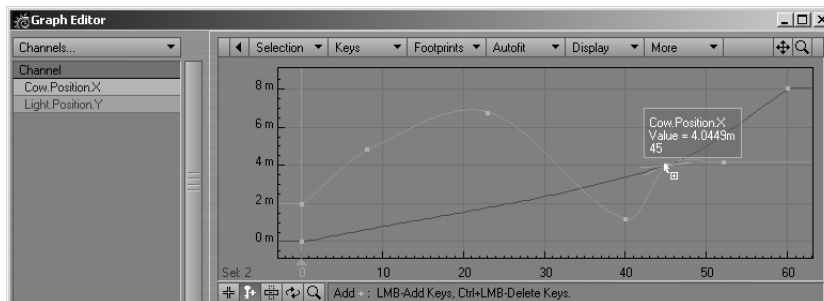 Graph Editor
Channels...
Selection Keys Footprints Autofit Display More
Channel
Cow.Position.X
Light.Position.Y
8 m
6 m
4 m
2 m
0 m
Cow.Position.X
Value = 4.0449m
45
Sel: 2 0 10 20 30 40 50 60
Add + : LMB-Add Keys, Ctrl+LMB-Delete Keys.